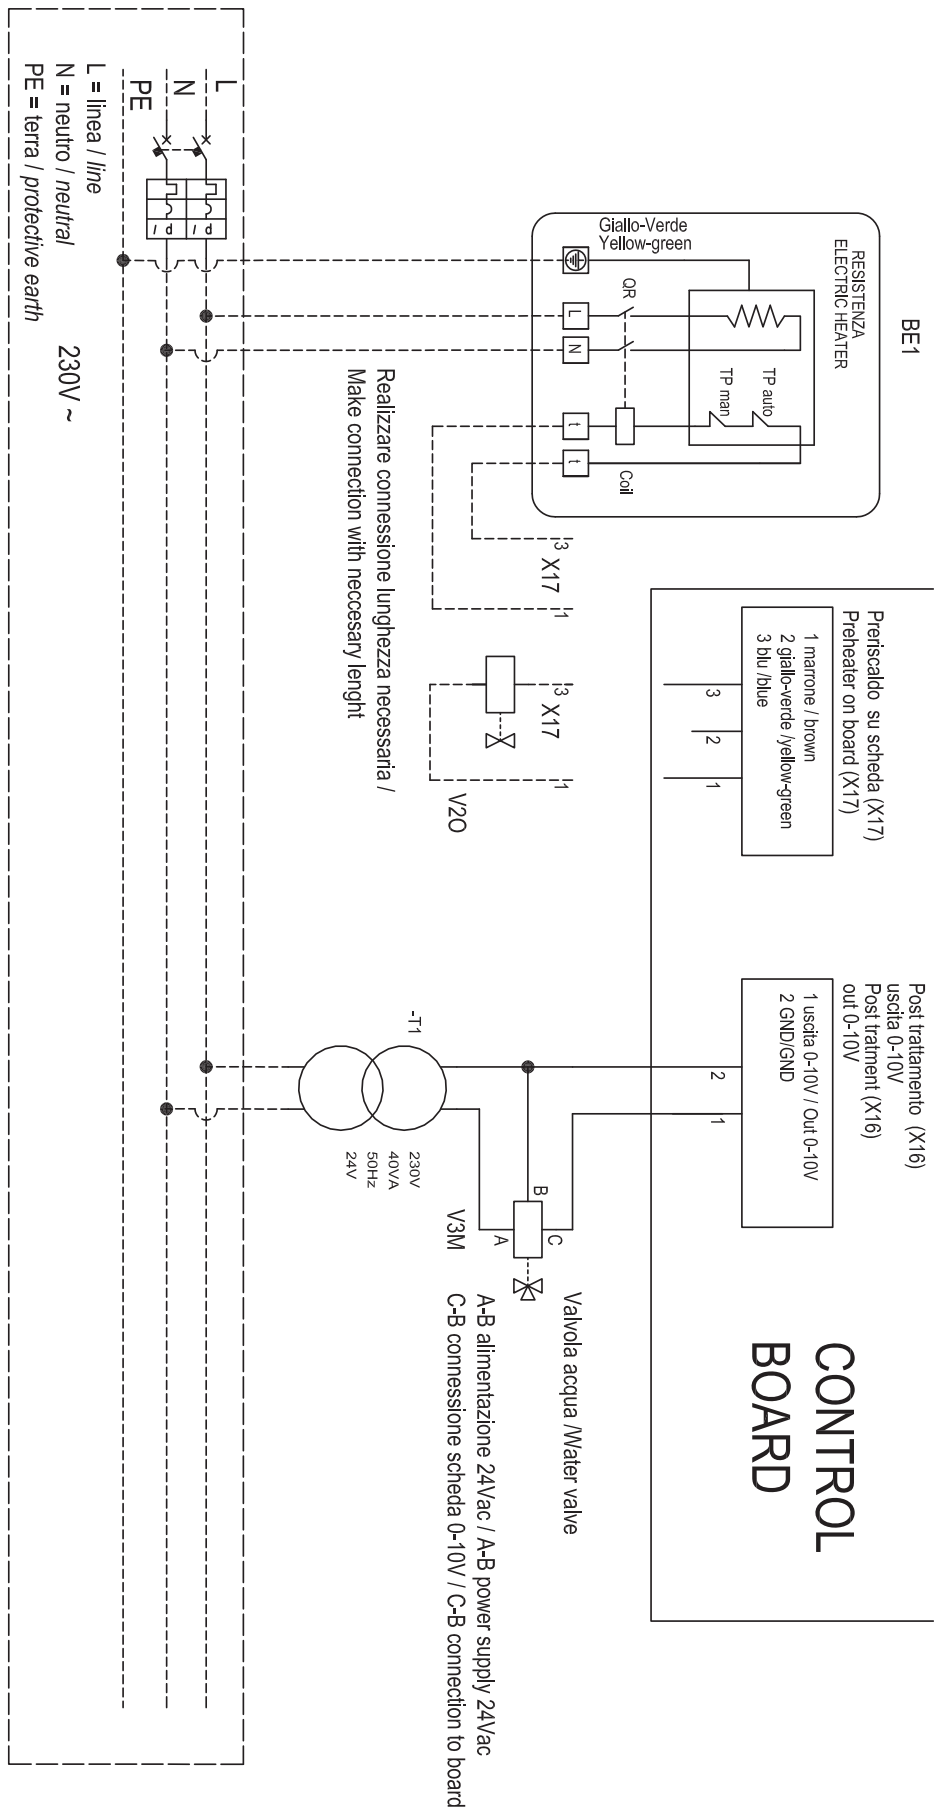 BE1
RESISTENZA
ELECTRIC HEATER
Giallo-Verde
Yellow-green
QR
L
N
t
t
TP auto
TP man
Coil
3
X17
1
Realizzare connessione lunghezza necessaria /
Make connection with neccesary lenght
3
X17
1
V2O
Preriscaldo su scheda (X17)
Preheater on board (X17)
1 marrone / brown
2 giallo-verde /yellow-green
3 blu /blue
3
2
1
Post trattamento (X16)
uscita 0-10V
Post tratment (X16)
out 0-10V
1 uscita 0-10V / Out 0-10V
2 GND/GND
2
1
CONTROL
BOARD
-T1
230V
40VA
50Hz
24V
B
A
C
V3M
Valvola acqua /Water valve
A-B alimentazione 24Vac / A-B power supply 24Vac
C-B connessione scheda 0-10V / C-B connection to board
L
N
PE
I d
I d
230V ~
L = linea / line
N = neutro / neutral
PE = terra / protective earth